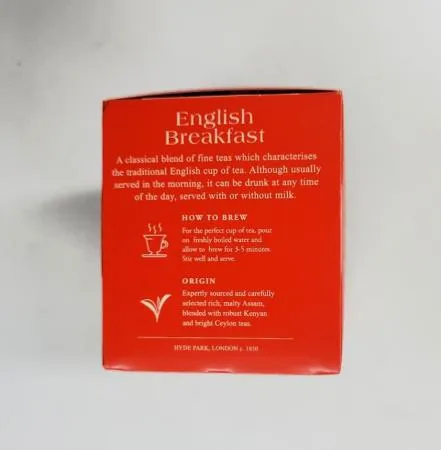 English
Breakfast
A classical blend of fine teas which characterises
the traditional English cup of tea. Although usually
served in the morning, it can be drunk at any time
of the day, served with or without milk.
HOW TO BREW
For the perfect cup of tea, pour
on freshly boiled water and
allow to brew for 3-5 minutes.
Stir well and serve.
ORIGIN
Expertly sourced and carefully
selected rich, malty Assam,
blended with robust Kenyan
and bright Ceylon teas.
HYDE PARK, LONDON c. 1850